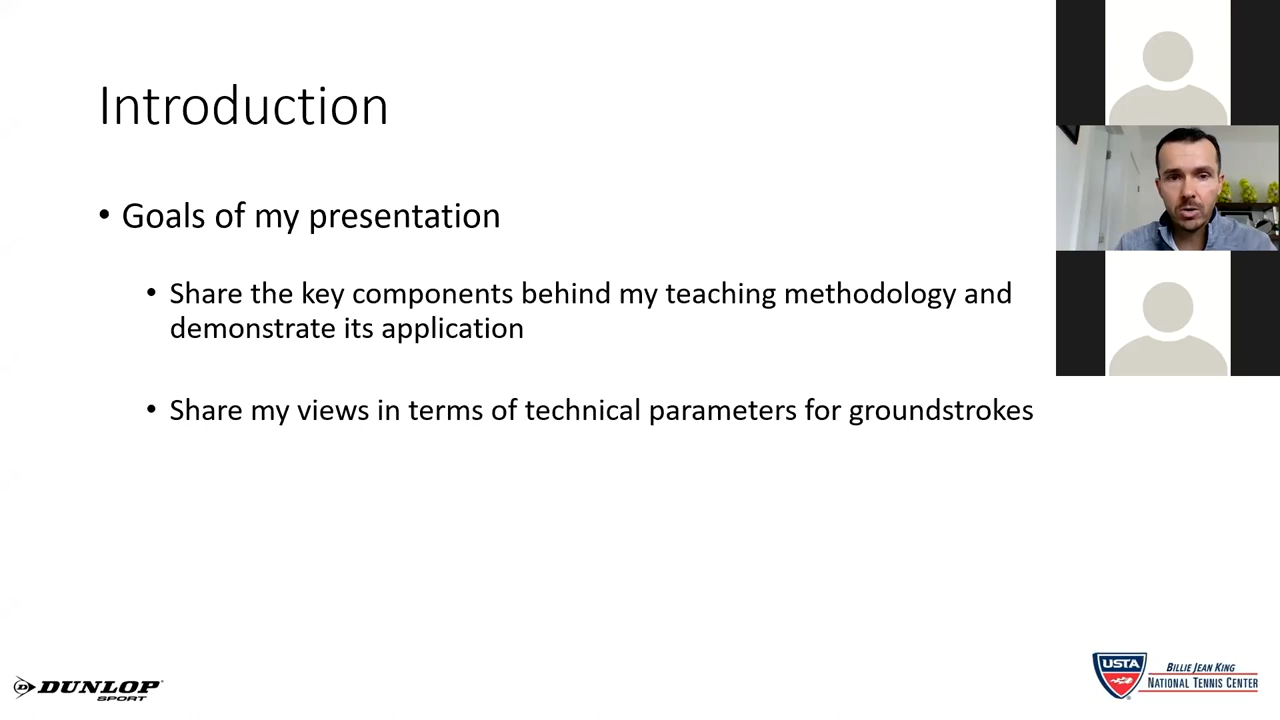 Introduction
• Goals of my presentation
• Share the key components behind my teaching methodology and
demonstrate its application
• Share my views in terms of technical parameters for groundstrokes
DUNLOP
SPORT
USTA
BILLIE JEAN KING
NATIONAL TENNIS CENTER